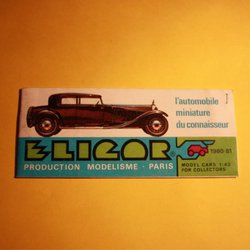 l'automobile
miniature
du connaisseur
ELIGOR
1980-81
PRODUCTION MODELISME - PARIS
MODEL CARS 1:43
FOR COLLECTORS